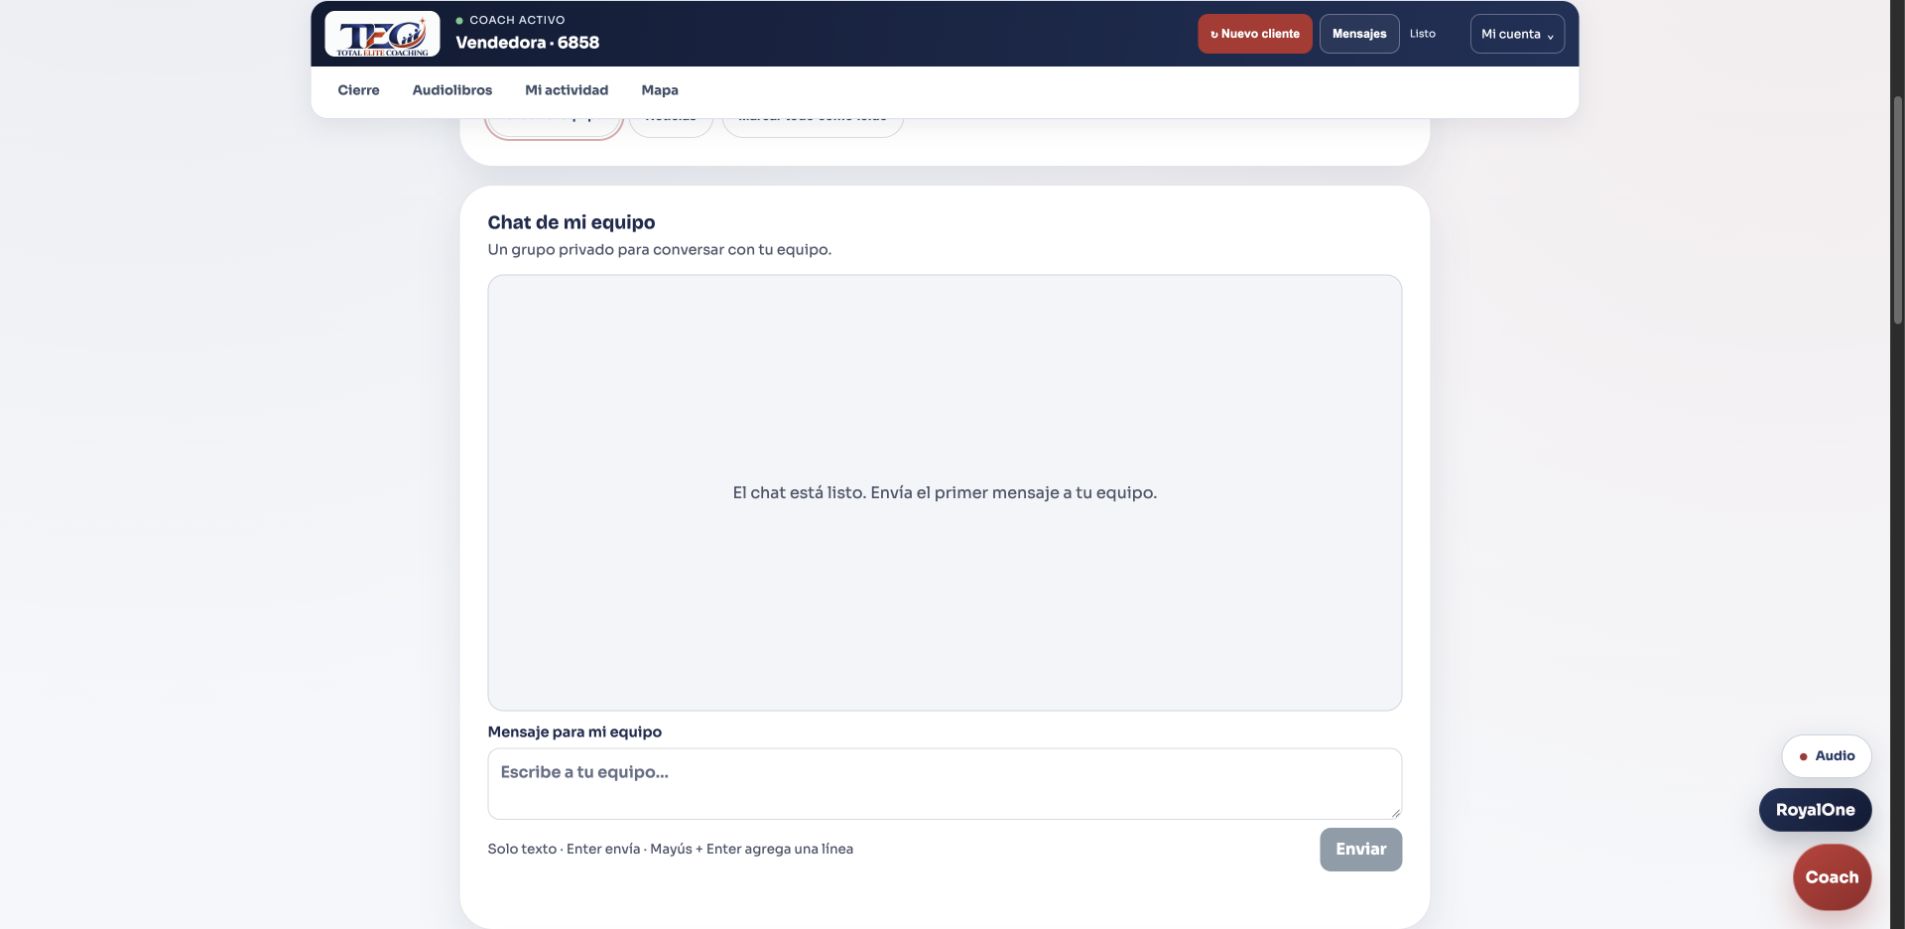 TEC
TOTAL ELITE COACHING
COACH ACTIVO
Vendedora · 6858
↻ Nuevo cliente
Mensajes
Listo
Mi cuenta
Cierre
Audiolibros
Mi actividad
Mapa
Chat de mi equipo
Un grupo privado para conversar con tu equipo.
El chat está listo. Envía el primer mensaje a tu equipo.
Mensaje para mi equipo
Escribe a tu equipo...
Solo texto · Enter envía · Mayús + Enter agrega una línea
Enviar
Audio
RoyalOne
Coach